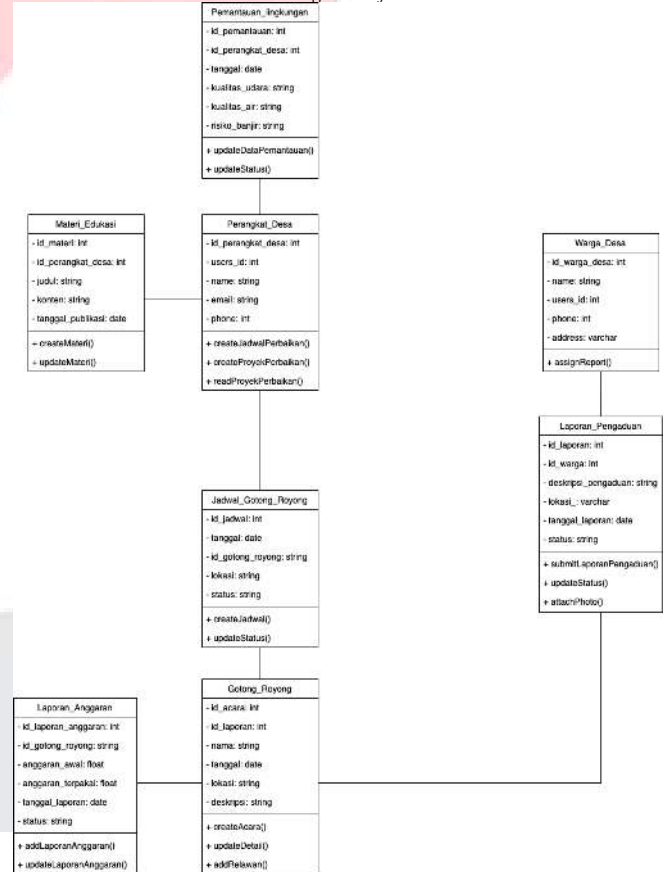 Pemantauan_lingkungan
- id_pemantauan: int
- id_perangkat_desa: int
- tanggal: date
- kualitas_udara: string
- kualitas_air: string
- risiko_banjir: string
+ updateDataPemantauan()
+ updateStatus()
Materi_Edukasi
- id_materi: int
- id_perangkat_desa: int
- judul: string
- konten: string
- tanggal_publikasi: date
+ createMateri()
+ updateMateri()
Perangkat_Desa
- id_perangkat_desa: int
- users_id: int
- name: string
- email: string
- phone: int
+ createJadwalPerbaikan()
+ createProyekPerbaikan()
+ readProyekPerbaikan()
Warga_Desa
- id_warga_desa: int
- name: string
- users_id: int
- phone: int
- address: varchar
+ assignReport()
Laporan_Pengaduan
- id_laporan: int
- id_warga: int
- deskripsi_pengaduan: string
- lokasi_: varchar
- tanggal_laporan: date
- status: string
+ submitLaporanPengaduan()
+ updateStatus()
+ attachPhoto()
Jadwal_Gotong_Royong
- id_jadwal: int
- tanggal: date
- id_gotong_royong: string
- lokasi: string
- status: string
+ createJadwal()
+ updateStatus()
Gotong_Royong
- id_acara: int
- id_laporan: int
- nama: string
- tanggal: date
- lokasi: string
- deskripsi: string
+ createAcara()
+ updateDetail()
+ addRelawan()
Laporan_Anggaran
- id_laporan_anggaran: int
- id_gotong_royong: string
- anggaran_awal: float
- anggaran_terpakai: float
- tanggal_laporan: date
- status: string
+ addLaporanAnggaran()
+ updateLaporanAnggaran()